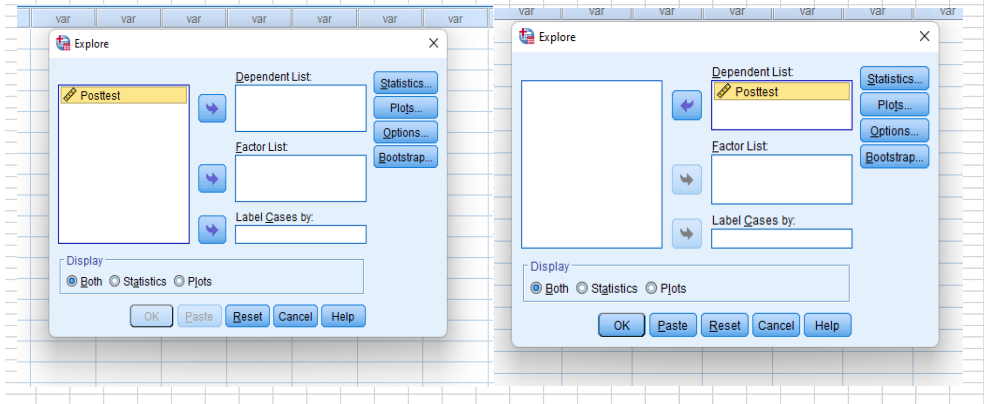 var var var var var var var
Explore
Dependent List:
Posttest
Statistics...
Plots...
Options...
Factor List:
Bootstrap...
Label Cases by:
Display
Both Statistics Plots
OK Paste Reset Cancel Help
var var var var var var var var
Explore
Dependent List:
Posttest
Statistics...
Plots...
Options...
Factor List:
Bootstrap...
Label Cases by:
Display
Both Statistics Plots
OK Paste Reset Cancel Help